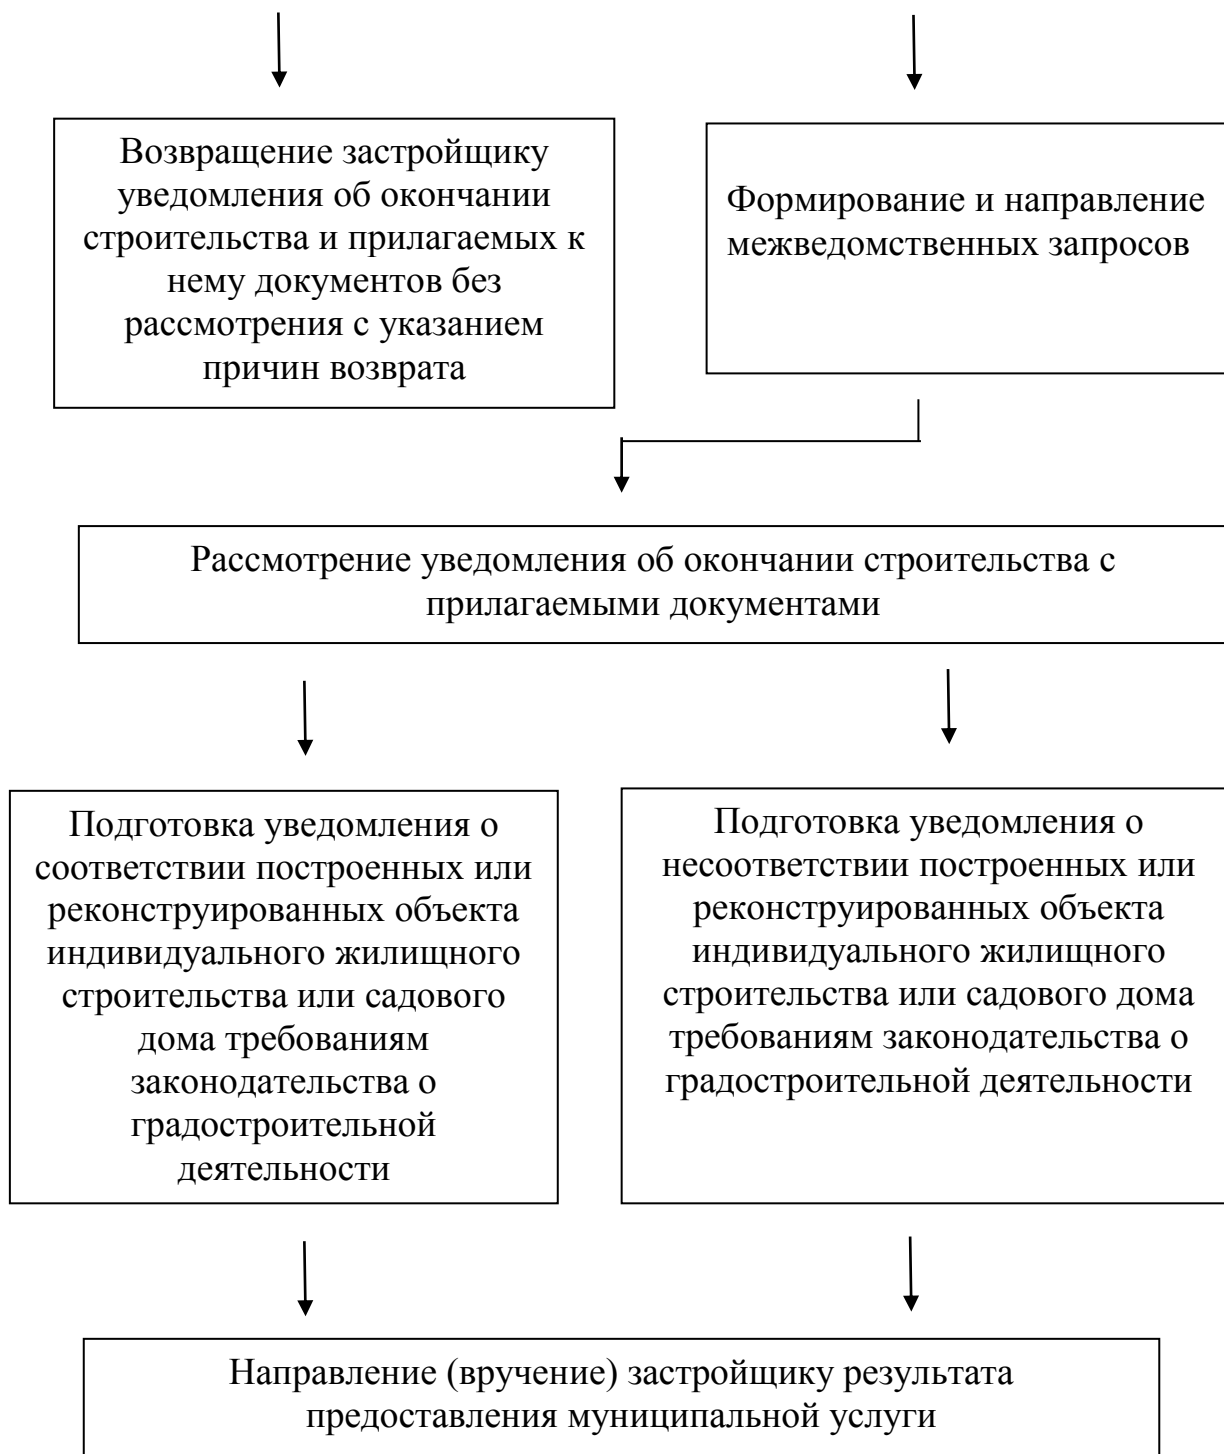 Возвращение застройщику
уведомления об окончании
строительства и прилагаемых к
нему документов без
рассмотрения с указанием
причин возврата
Формирование и направление
межведомственных запросов
Рассмотрение уведомления об окончании строительства с
прилагаемыми документами
Подготовка уведомления о
соответствии построенных или
реконструированных объекта
индивидуального жилищного
строительства или садового
дома требованиям
законодательства о
градостроительной
деятельности
Подготовка уведомления о
несоответствии построенных или
реконструированных объекта
индивидуального жилищного
строительства или садового дома
требованиям законодательства о
градостроительной деятельности
Направление (вручение) застройщику результата
предоставления муниципальной услуги